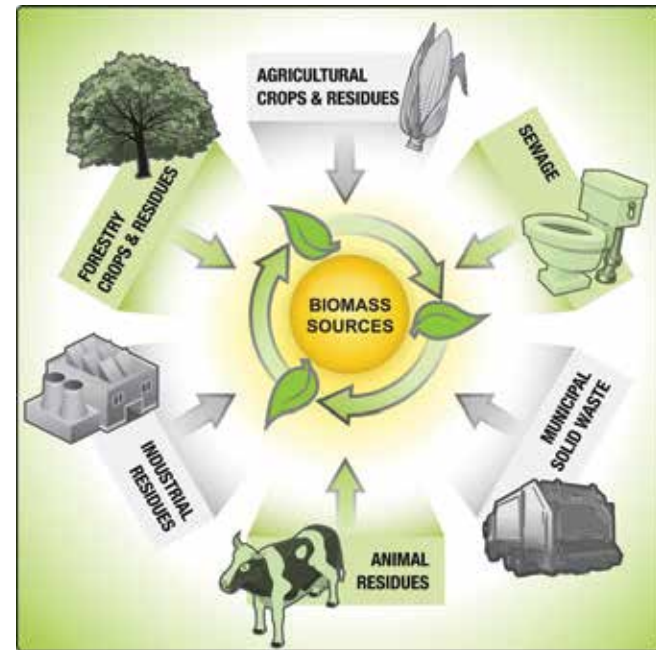 AGRICULTURAL
CROPS & RESIDUES
SEWAGE
MUNICIPAL
SOLID WASTE
ANIMAL
RESIDUES
INDUSTRIAL
RESIDUES
FORESTRY
CROPS & RESIDUES
BIOMASS
SOURCES